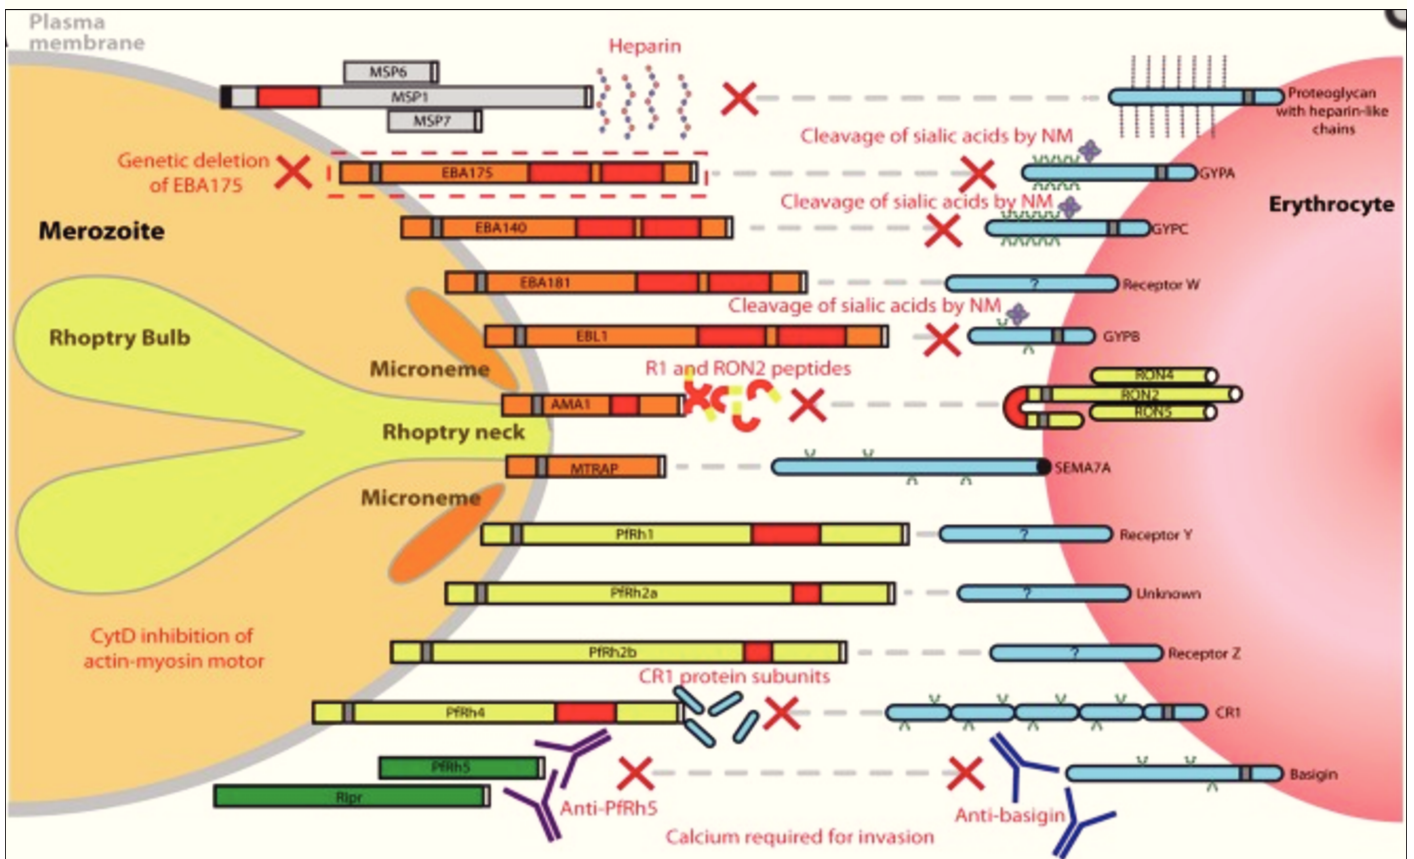 Plasma
membrane
Heparin
MSP6
MSP1
MSP7
Proteoglycan
with heparin-like
chains
Cleavage of sialic acids by NM
Genetic deletion
of EBA175
EBA175
GYPA
Cleavage of sialic acids by NM
Erythrocyte
Merozoite
EBA140
GYPC
EBA181
?
Receptor W
Cleavage of sialic acids by NM
Rhoptry Bulb
EBL1
GYPB
Microneme
R1 and RON2 peptides
RON4
RON2
RON5
AMA1
Rhoptry neck
MTRAP
SEMA7A
Microneme
PfRh1
?
Receptor Y
PfRh2a
?
Unknown
CytD inhibition of
actin-myosin motor
PfRh2b
?
Receptor Z
CR1 protein subunits
PfRh4
CR1
PfRh5
Basigin
Ripr
Anti-PfRh5
Anti-basigin
Calcium required for invasion